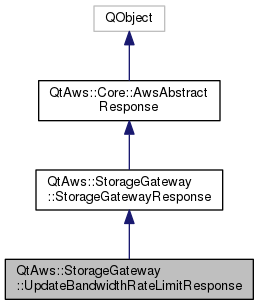 QObject
QtAws::Core::AwsAbstract
Response
QtAws::StorageGateway
::StorageGatewayResponse
QtAws::StorageGateway
::UpdateBandwidthRateLimitResponse